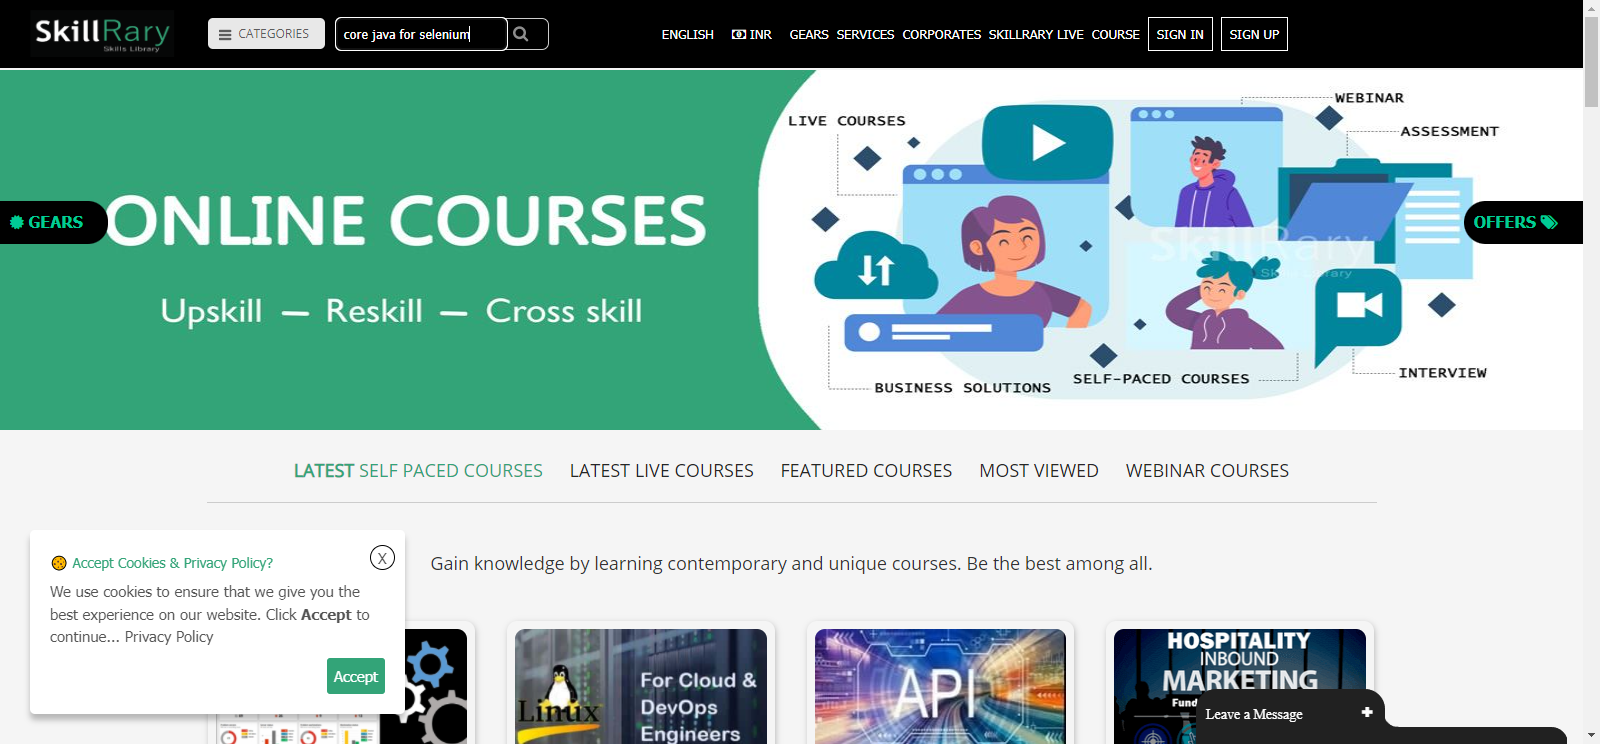 SkillRary
Skills Library
CATEGORIES
core java for selenium
ENGLISH
INR
GEARS
SERVICES
CORPORATES
SKILLRARY LIVE
COURSE
SIGN IN
SIGN UP
ONLINE COURSES
Upskill — Reskill — Cross skill
GEARS
OFFERS
LIVE COURSES
WEBINAR
ASSESSMENT
SkillRary
Skills Library
BUSINESS SOLUTIONS
SELF-PACED COURSES
INTERVIEW
LATEST SELF PACED COURSES
LATEST LIVE COURSES
FEATURED COURSES
MOST VIEWED
WEBINAR COURSES
Gain knowledge by learning contemporary and unique courses. Be the best among all.
Accept Cookies & Privacy Policy?
X
We use cookies to ensure that we give you the
best experience on our website. Click Accept to
continue... Privacy Policy
Accept
Linux
For Cloud &
DevOps
Engineers
API
HOSPITALITY
INBOUND
MARKETING
Leave a Message